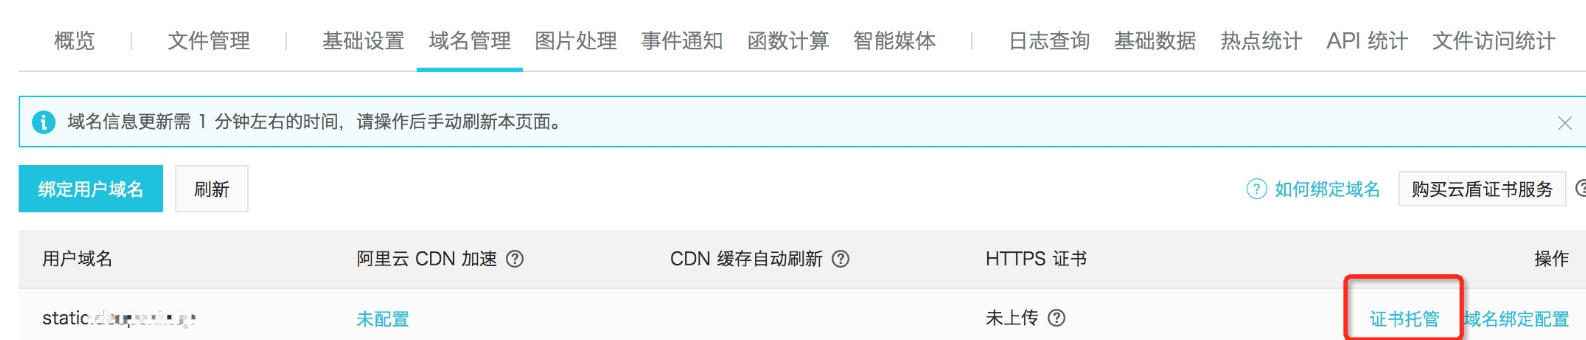 概览 文件管理 基础设置 域名管理 图片处理 事件通知 函数计算 智能媒体 日志查询 基础数据 热点统计 API 统计 文件访问统计
域名信息更新需 1 分钟左右的时间，请操作后手动刷新本页面。
绑定用户域名 刷新 如何绑定域名 购买云盾证书服务
用户域名 阿里云 CDN 加速 CDN 缓存自动刷新 HTTPS 证书 操作
static 未配置 未上传 证书托管 域名绑定配置